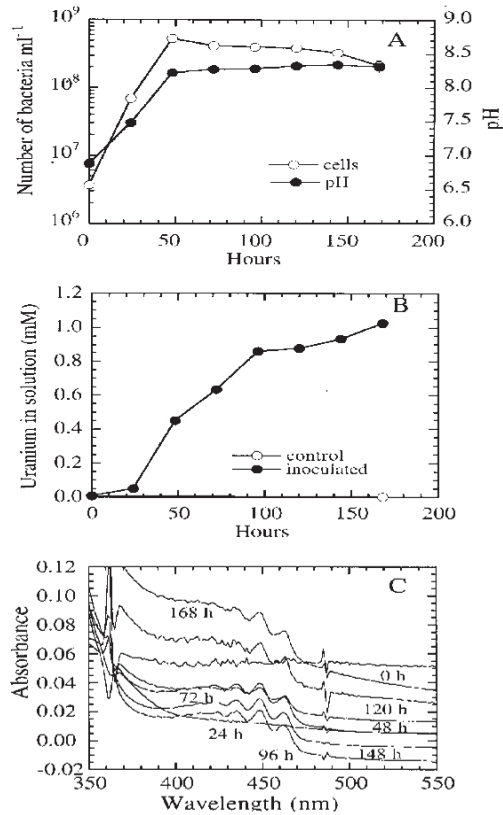 A
Number of bacteria ml⁻¹
10⁹
10⁸
10⁷
10⁶
9.0
8.5
8.0
7.5
7.0
6.5
6.0
pH
cells
pH
0 50 100 150 200
Hours
B
Uranium in solution (mM)
1.2
1.0
0.8
0.6
0.4
0.2
0.0
control
inoculated
0 50 100 150 200
Hours
C
Absorbance
0.12
0.10
0.08
0.06
0.04
0.02
0.00
-0.02
168 h
0 h
72 h
120 h
48 h
24 h
96 h
148 h
350 400 450 500 550
Wavelength (nm)